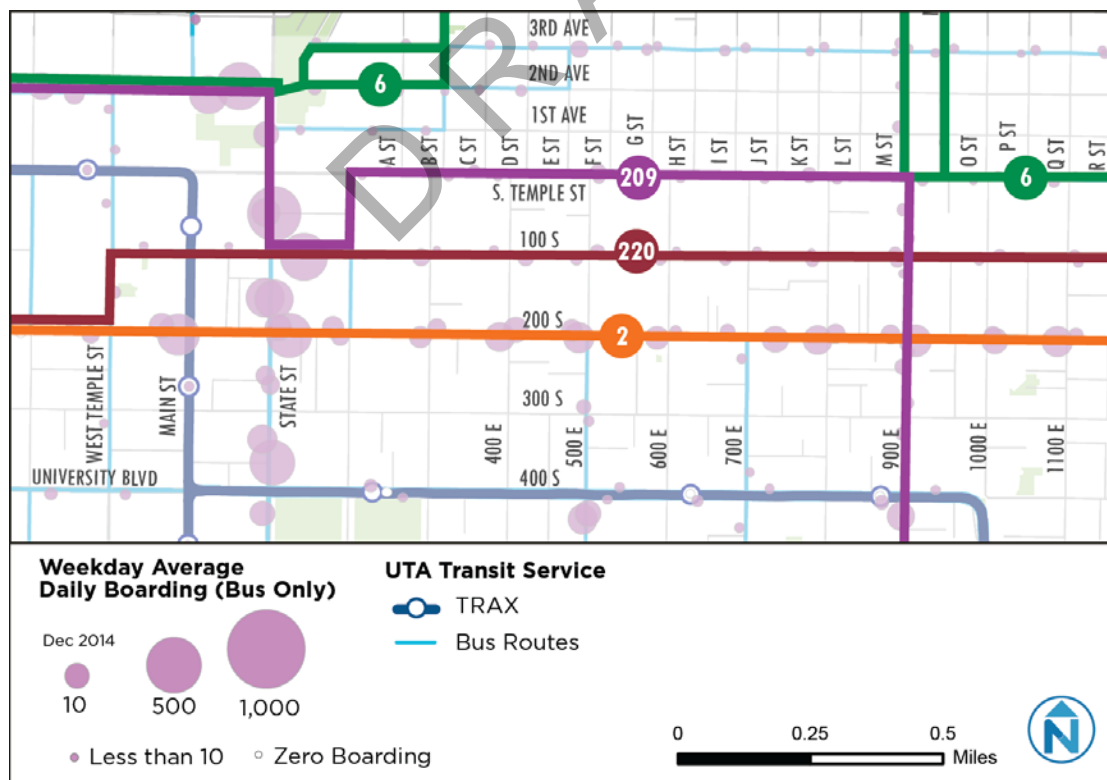 DRA
3RD AVE
2ND AVE
6
1ST AVE
A ST
B ST
C ST
D ST
E ST
F ST
G ST
H ST
I ST
J ST
K ST
L ST
M ST
O ST
P ST
Q ST
R ST
209
6
S. TEMPLE ST
100 S
220
200 S
2
WEST TEMPLE ST
MAIN ST
STATE ST
300 S
400 E
500 E
600 E
700 E
900 E
1000 E
1100 E
UNIVERSITY BLVD
400 S
Weekday Average
Daily Boarding (Bus Only)
Dec 2014
10
500
1,000
Less than 10
Zero Boarding
UTA Transit Service
TRAX
Bus Routes
0
0.25
0.5
Miles
N